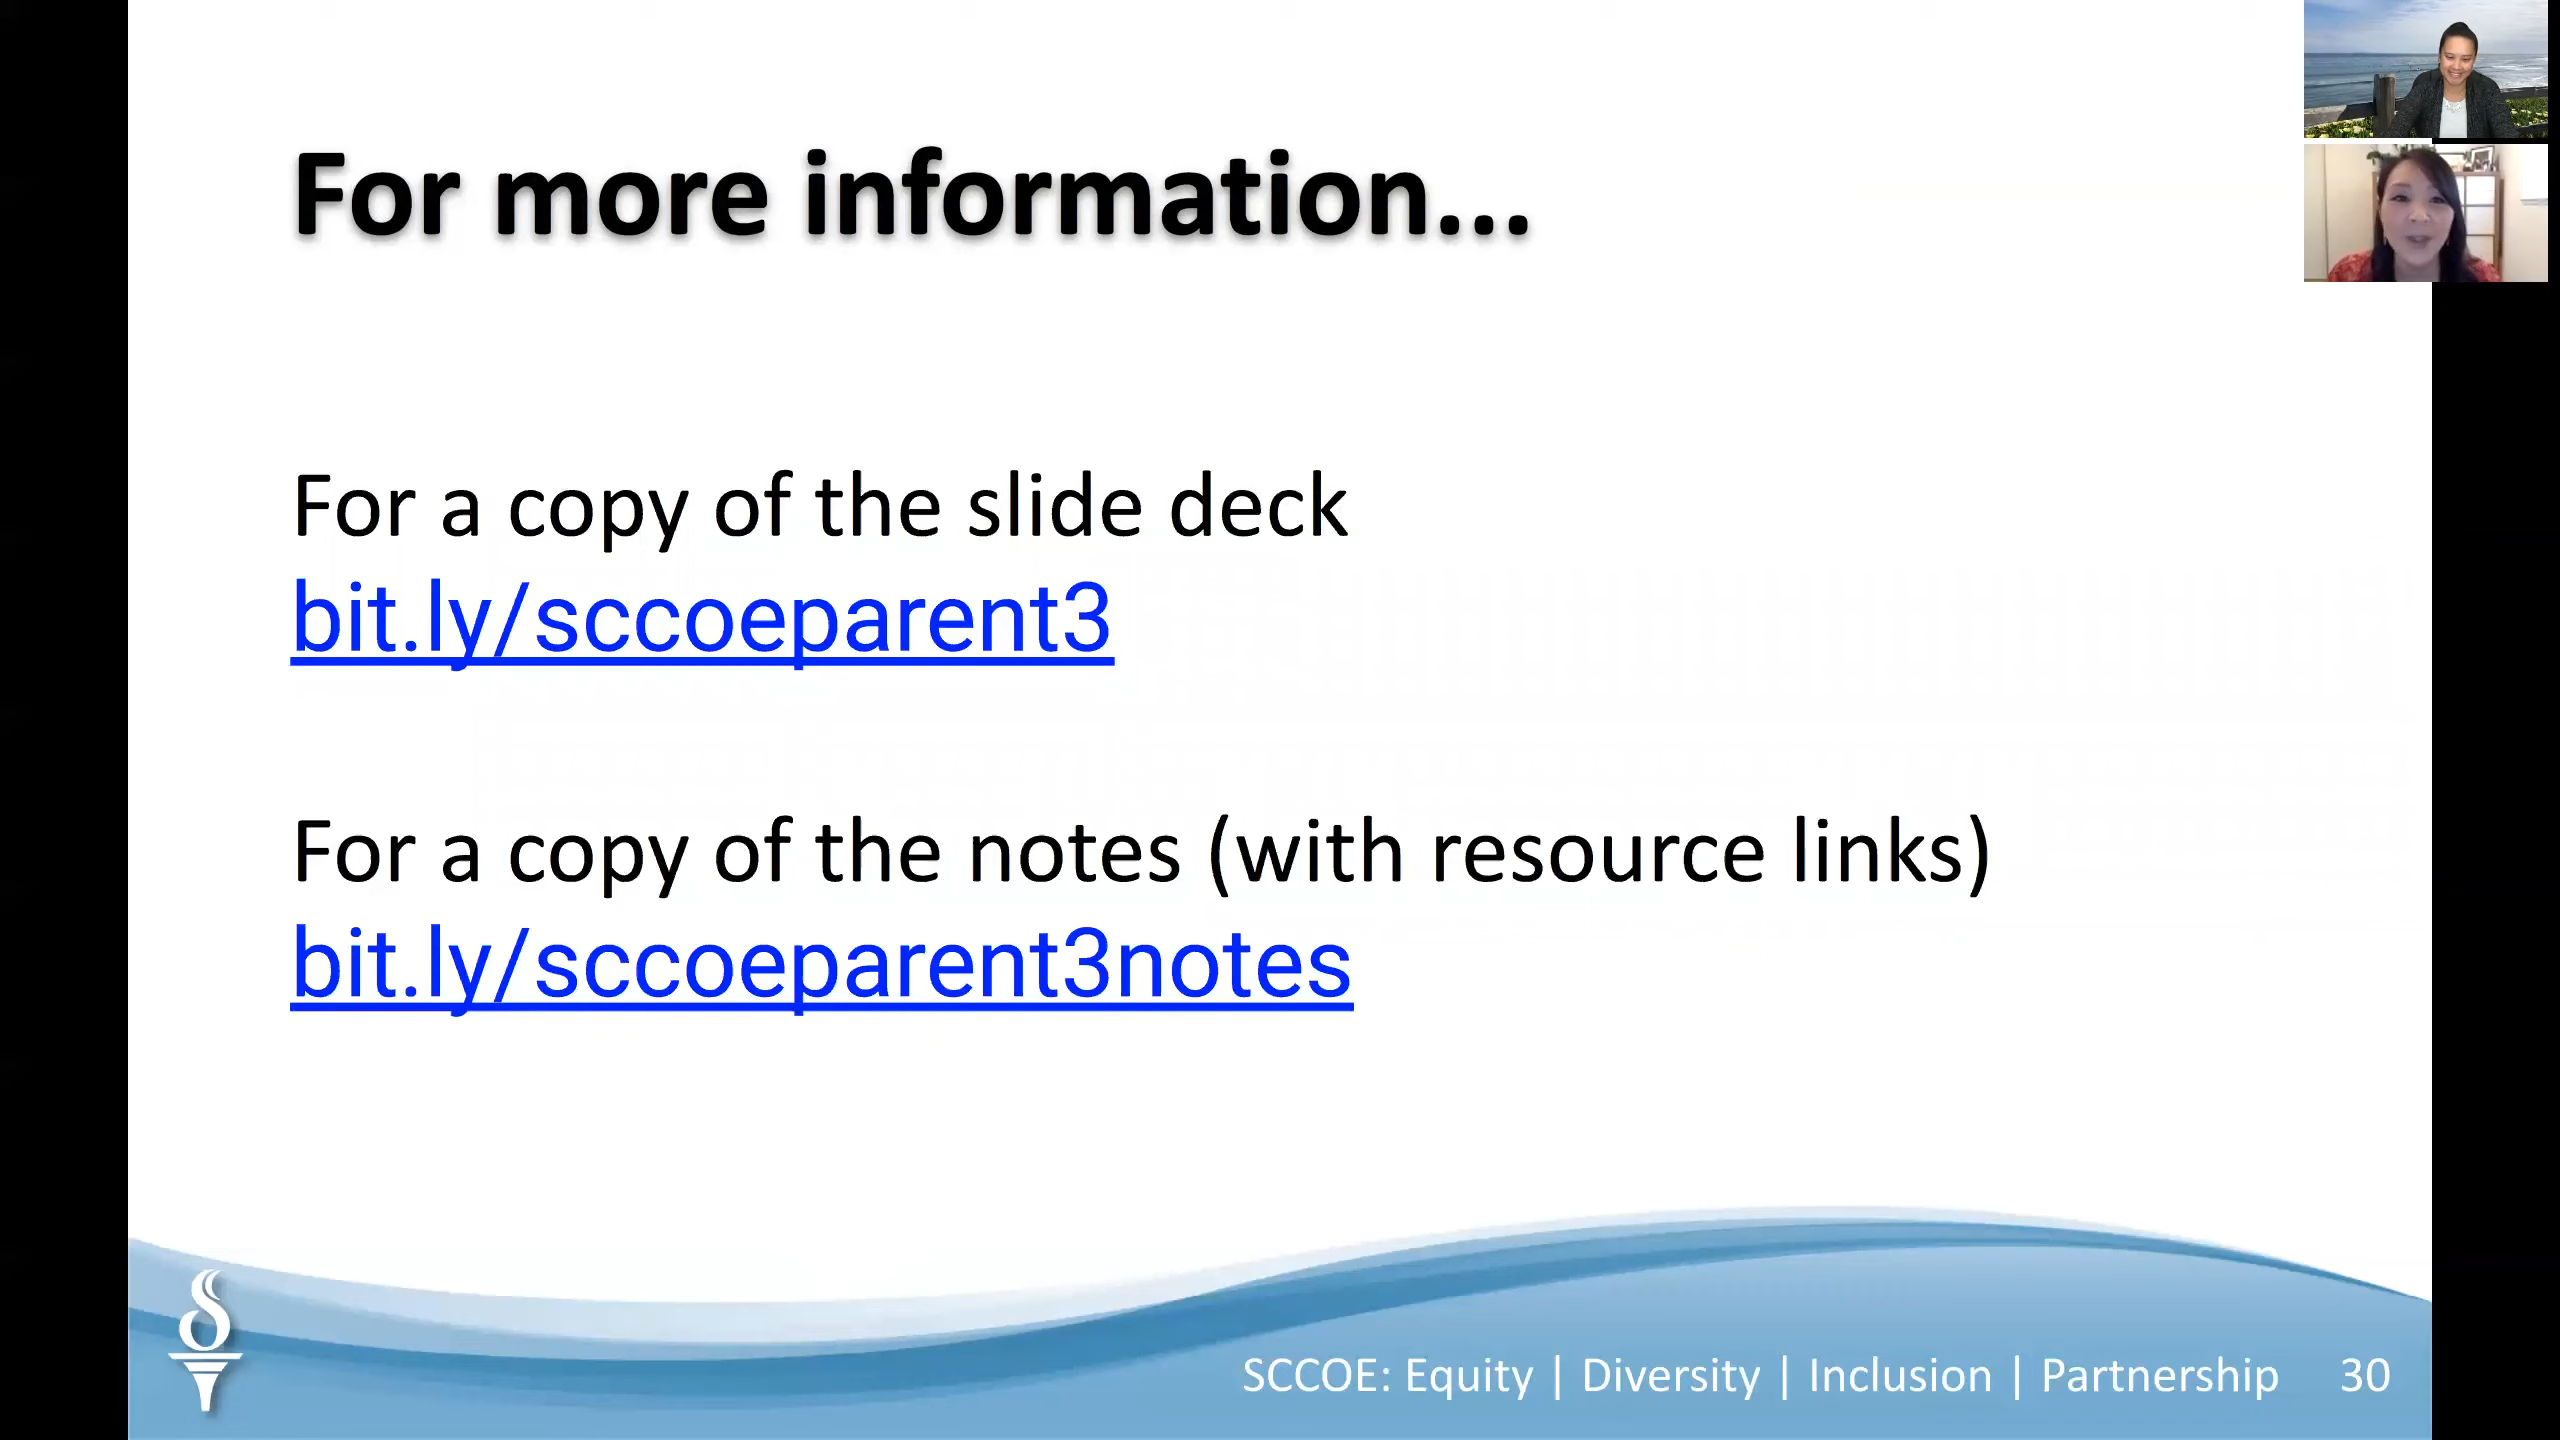 For more information...
For a copy of the slide deck
bit.ly/sccoeparent3
For a copy of the notes (with resource links)
bit.ly/sccoeparent3notes
SCCOE: Equity | Diversity | Inclusion | Partnership 30